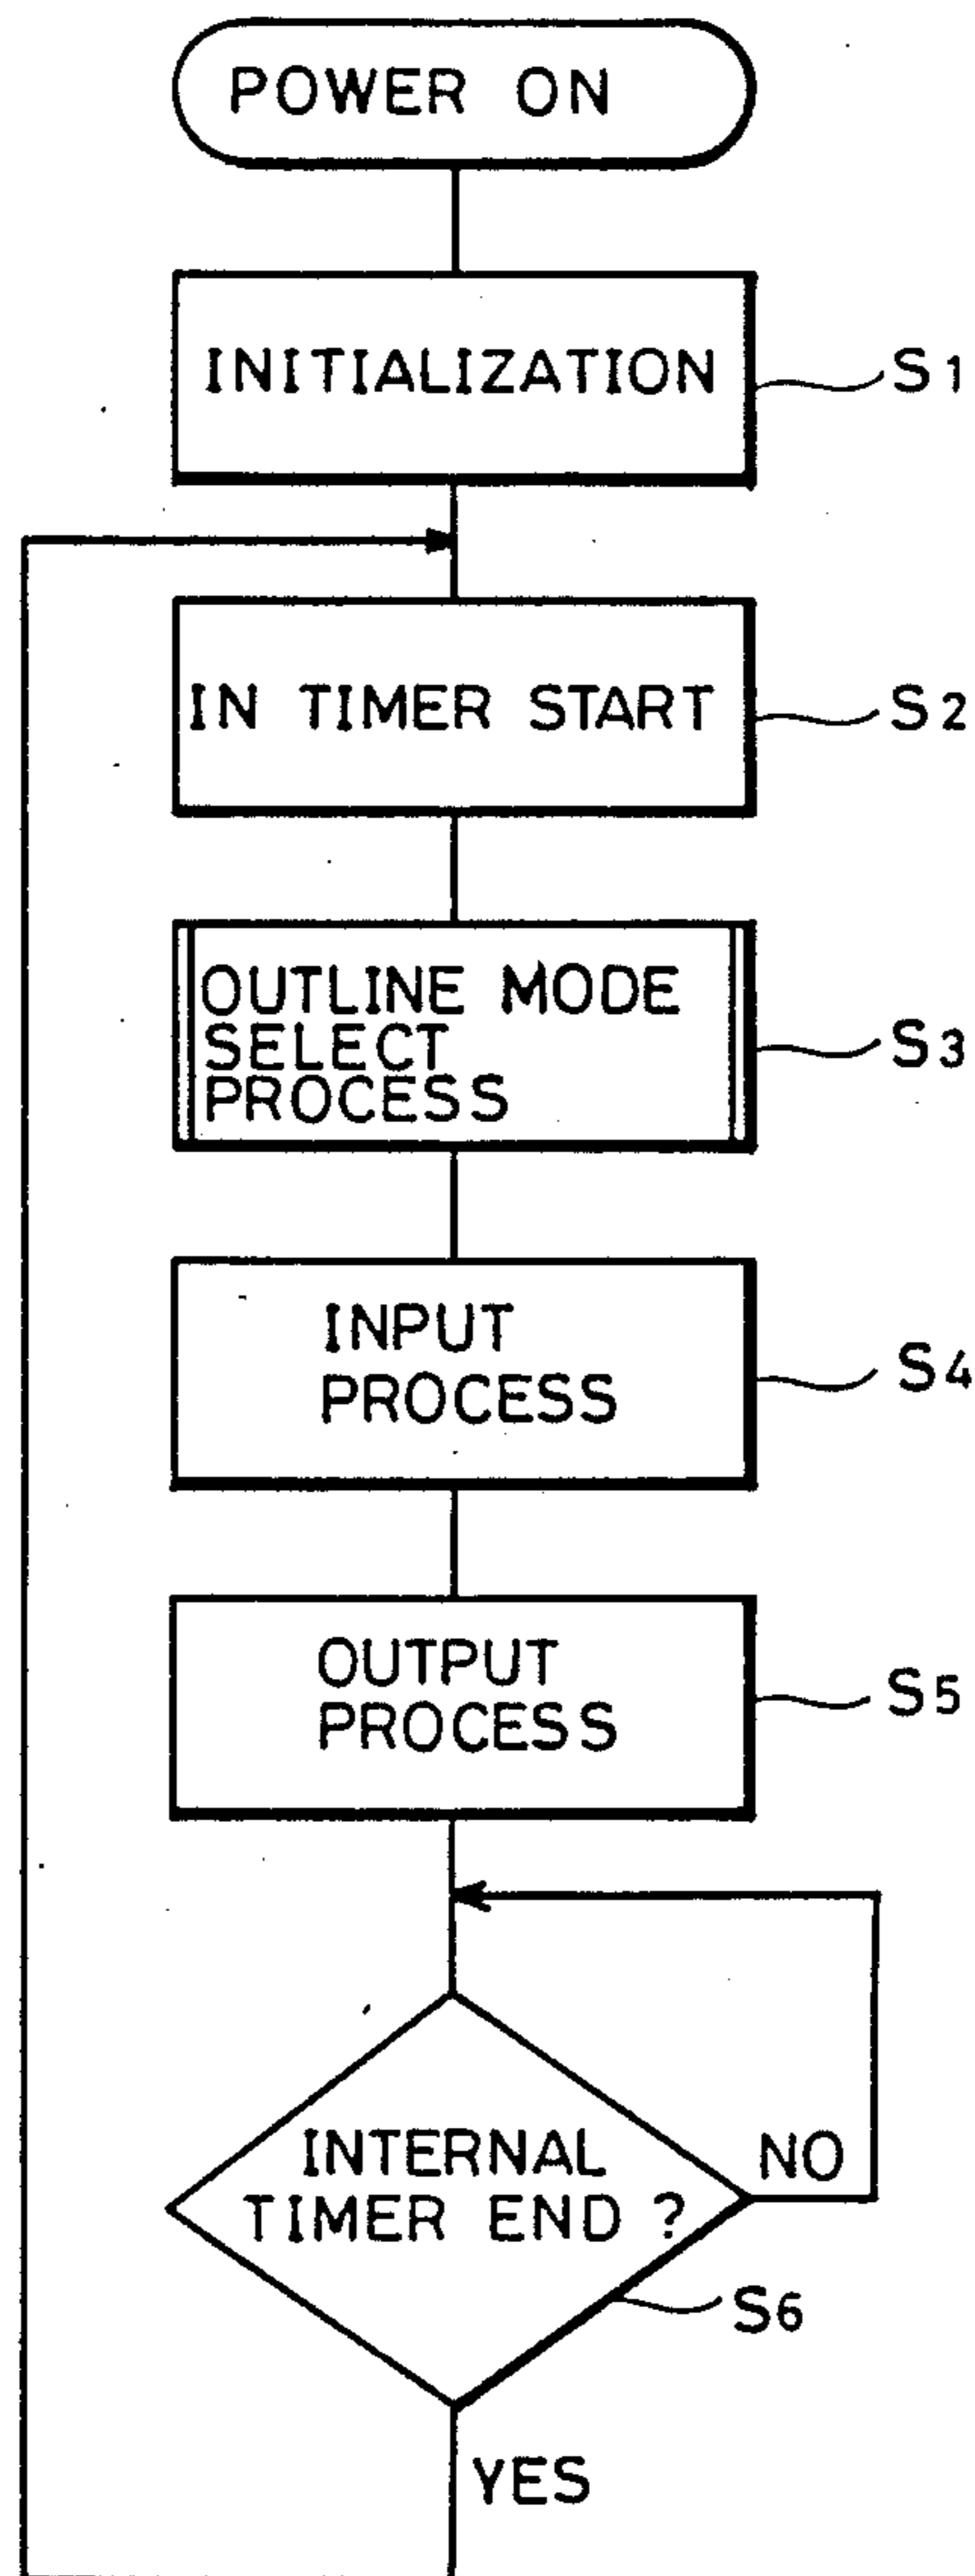 POWER ON
INITIALIZATION
S1
IN TIMER START
S2
OUTLINE MODE
SELECT
PROCESS
S3
INPUT
PROCESS
S4
OUTPUT
PROCESS
S5
INTERNAL
TIMER END ?
NO
S6
YES